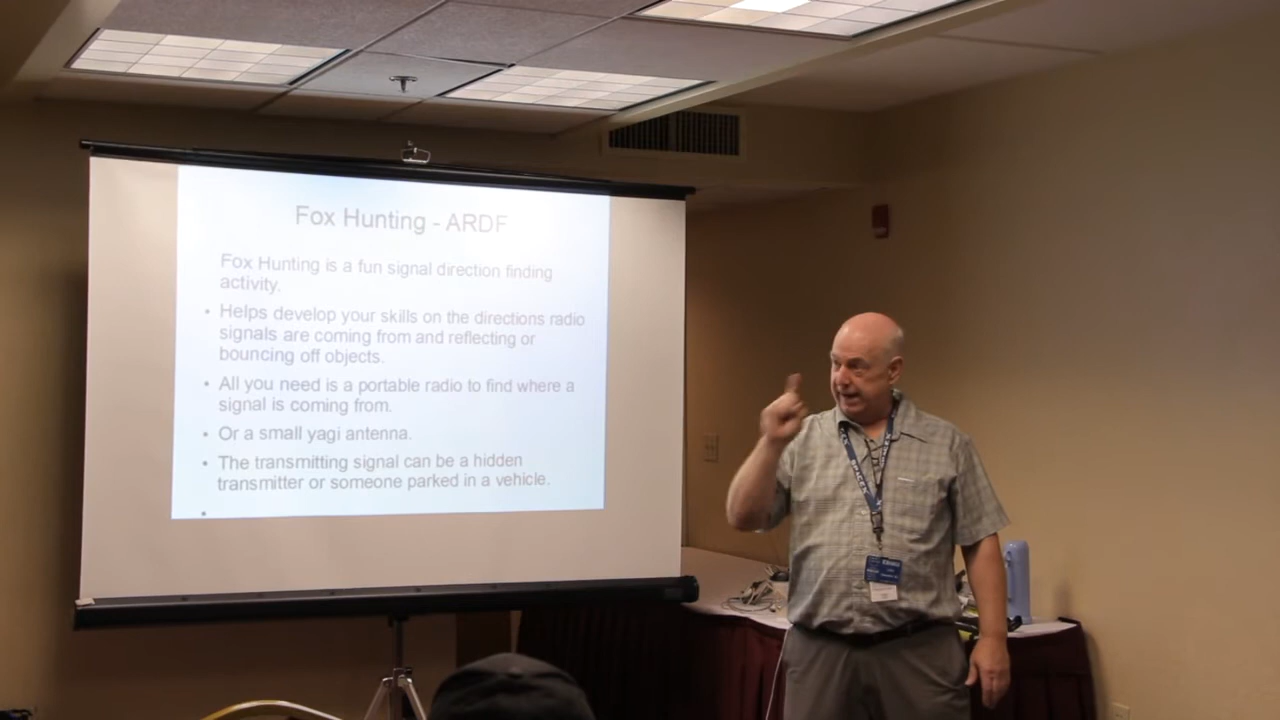 Fox Hunting - ARDF
Fox Hunting is a fun signal direction finding
activity.
• Helps develop your skills on the directions radio
signals are coming from and reflecting or
bouncing off objects.
• All you need is a portable radio to find where a
signal is coming from.
• Or a small yagi antenna.
• The transmitting signal can be a hidden
transmitter or someone parked in a vehicle.
•
SPACEX